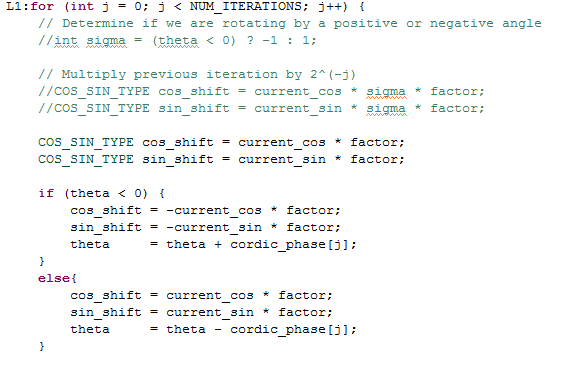 L1:for (int j = 0; j < NUM_ITERATIONS; j++) {
// Determine if we are rotating by a positive or negative angle
//int sigma = (theta < 0) ? -1 : 1;
// Multiply previous iteration by 2^(-j)
//COS_SIN_TYPE cos_shift = current_cos * sigma * factor;
//COS_SIN_TYPE sin_shift = current_sin * sigma * factor;
COS_SIN_TYPE cos_shift = current_cos * factor;
COS_SIN_TYPE sin_shift = current_sin * factor;
if (theta < 0) {
cos_shift = -current_cos * factor;
sin_shift = -current_sin * factor;
theta     = theta + cordic_phase[j];
}
else{
cos_shift = current_cos * factor;
sin_shift = current_sin * factor;
theta     = theta - cordic_phase[j];
}